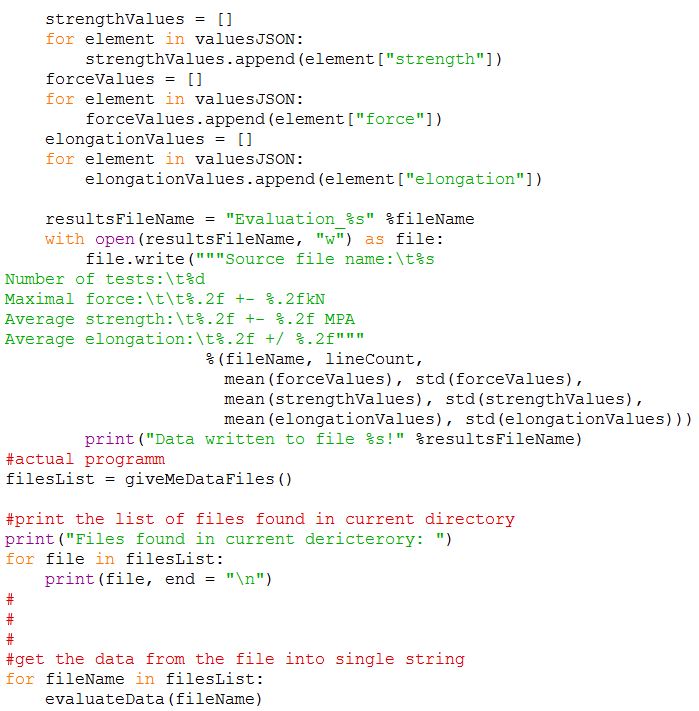 strengthValues = []
    for element in valuesJSON:
        strengthValues.append(element["strength"])
    forceValues = []
    for element in valuesJSON:
        forceValues.append(element["force"])
    elongationValues = []
    for element in valuesJSON:
        elongationValues.append(element["elongation"])

    resultsFileName = "Evaluation_%s" %fileName
    with open(resultsFileName, "w") as file:
        file.write("""Source file name:\t%s
Number of tests:\t%d
Maximal force:\t\t%.2f +- %.2fkN
Average strength:\t%.2f +- %.2f MPA
Average elongation:\t%.2f +/ %.2f"""
                    %(fileName, lineCount,
                      mean(forceValues), std(forceValues),
                      mean(strengthValues), std(strengthValues),
                      mean(elongationValues), std(elongationValues)))
        print("Data written to file %s!" %resultsFileName)
#actual programm
filesList = giveMeDataFiles()

#print the list of files found in current directory
print("Files found in current dericterory: ")
for file in filesList:
    print(file, end = "\n")
#
#
#
#get the data from the file into single string
for fileName in filesList:
    evaluateData(fileName)